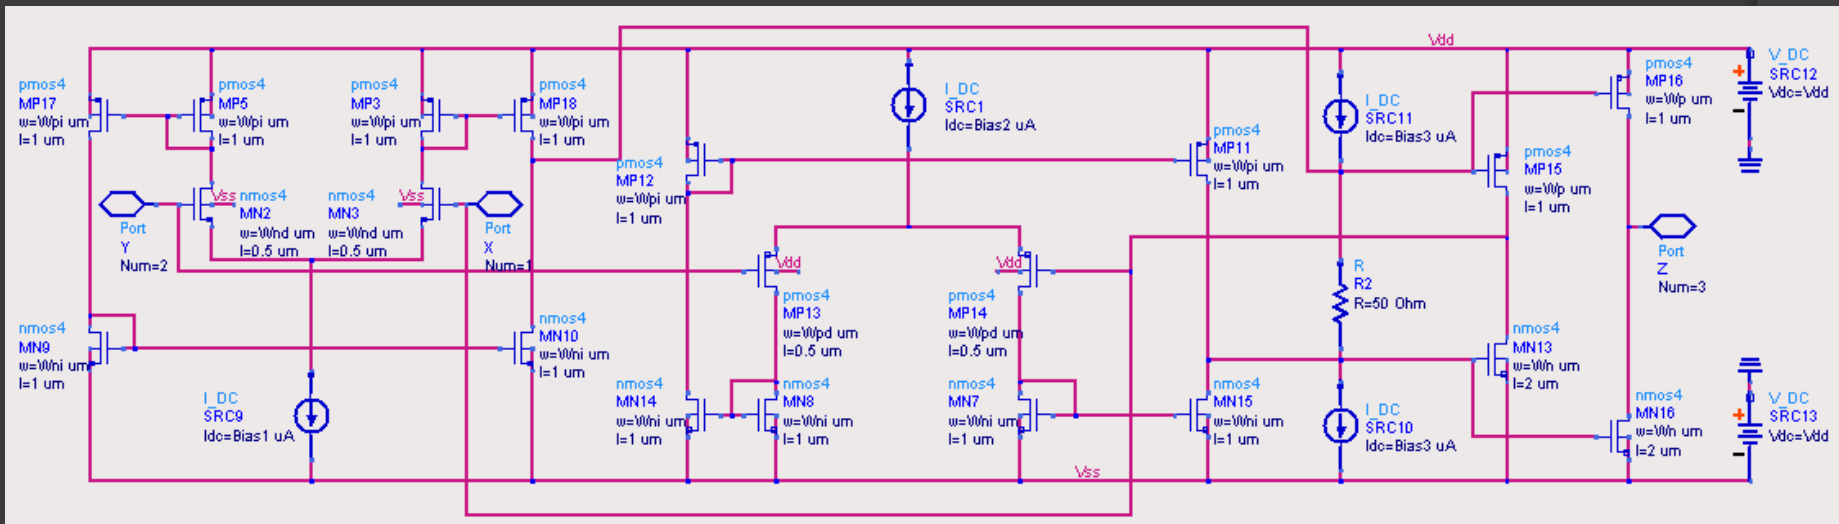 pmos4
MP17
w=Wpi um
l=1 um
pmos4
MP5
w=Wpi um
l=1 um
pmos4
MP3
w=Wpi um
l=1 um
pmos4
MP18
w=Wpi um
l=1 um
I_DC
SRC1
Idc=Bias2 uA
Vdd
I_DC
SRC11
Idc=Bias3 uA
pmos4
MP16
w=Wp um
l=1 um
V_DC
SRC12
Vdc=Vdd
pmos4
MP12
w=Wpi um
l=1 um
pmos4
MP11
w=Wpi um
l=1 um
pmos4
MP15
w=Wp um
l=1 um
Port
Y
Num=2
Vss
nmos4
MN2
w=Wnd um
l=0.5 um
nmos4
MN3
w=Wnd um
l=0.5 um
Vss
Port
X
Num=1
Vdd
pmos4
MP13
w=Wpd um
l=0.5 um
Vdd
pmos4
MP14
w=Wpd um
l=0.5 um
R
R2
R=50 Ohm
Port
Z
Num=3
nmos4
MN9
w=Wni um
l=1 um
nmos4
MN10
w=Wni um
l=1 um
I_DC
SRC9
Idc=Bias1 uA
nmos4
MN14
w=Wni um
l=1 um
nmos4
MN8
w=Wni um
l=1 um
nmos4
MN7
w=Wni um
l=1 um
nmos4
MN15
w=Wni um
l=1 um
I_DC
SRC10
Idc=Bias3 uA
nmos4
MN13
w=Wn um
l=2 um
nmos4
MN16
w=Wn um
l=2 um
V_DC
SRC13
Vdc=Vdd
Vss